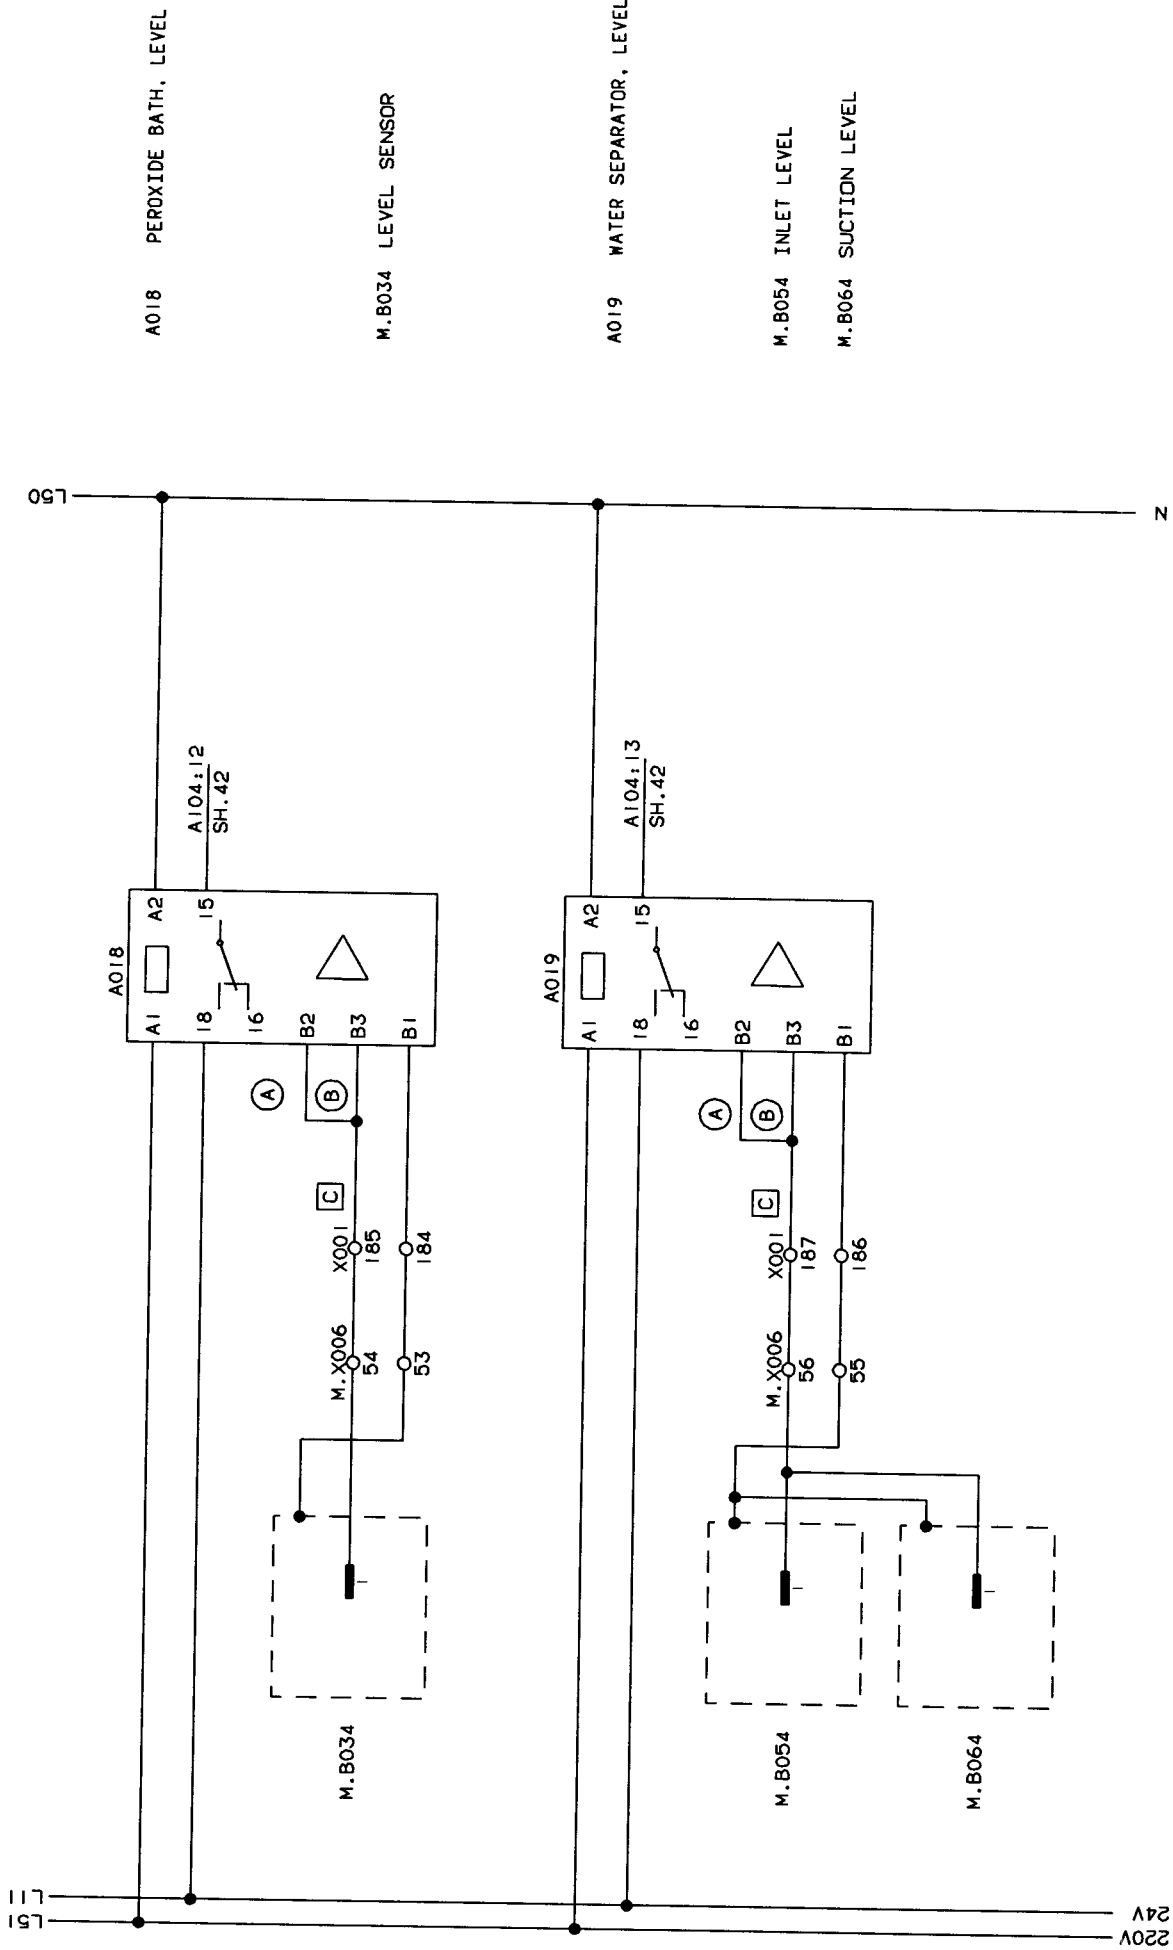 A018 PEROXIDE BATH, LEVEL
M.B034 LEVEL SENSOR
A019 WATER SEPARATOR, LEVEL
M.B054 INLET LEVEL
M.B064 SUCTION LEVEL
L50
N
A104:12
SH.42
A018
A1
A2
18
15
16
B2
B3
B1
A
B
C
X001
185
184
M.X006
54
53
M.B034
A104:13
SH.42
A019
A1
A2
18
15
16
B2
B3
B1
A
B
C
X001
187
186
M.X006
56
55
M.B054
M.B064
L11
L51
24V
220V